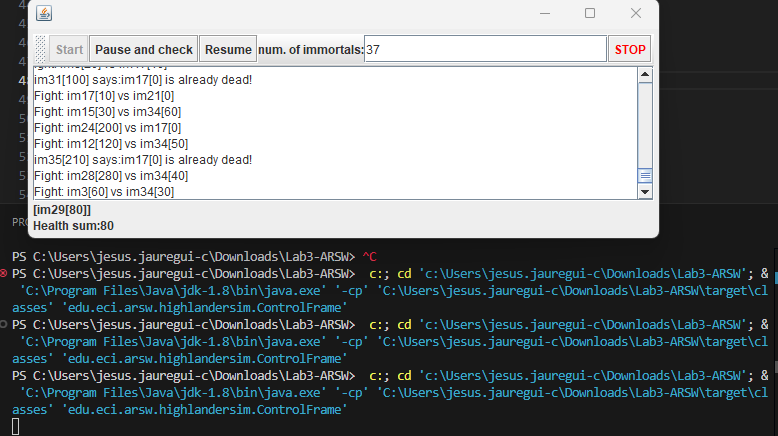 Start Pause and check Resume num. of immortals: 37 STOP
im31[100] says:im17[0] is already dead!
Fight: im17[10] vs im21[0]
Fight: im15[30] vs im34[60]
Fight: im24[200] vs im17[0]
Fight: im12[120] vs im34[50]
im35[210] says:im17[0] is already dead!
Fight: im28[280] vs im34[40]
Fight: im3[60] vs im34[30]
[im29[80]]
Health sum:80
PS C:\Users\jesus.jauregui-c\Downloads\Lab3-ARSW> ^C
PS C:\Users\jesus.jauregui-c\Downloads\Lab3-ARSW>  c:; cd 'c:\Users\jesus.jauregui-c\Downloads\Lab3-ARSW'; &
'C:\Program Files\Java\jdk-1.8\bin\java.exe' '-cp' 'C:\Users\jesus.jauregui-c\Downloads\Lab3-ARSW\target\cl
asses' 'edu.eci.arsw.highlandersim.ControlFrame'
PS C:\Users\jesus.jauregui-c\Downloads\Lab3-ARSW>  c:; cd 'c:\Users\jesus.jauregui-c\Downloads\Lab3-ARSW'; &
'C:\Program Files\Java\jdk-1.8\bin\java.exe' '-cp' 'C:\Users\jesus.jauregui-c\Downloads\Lab3-ARSW\target\cl
asses' 'edu.eci.arsw.highlandersim.ControlFrame'
PS C:\Users\jesus.jauregui-c\Downloads\Lab3-ARSW>  c:; cd 'c:\Users\jesus.jauregui-c\Downloads\Lab3-ARSW'; &
'C:\Program Files\Java\jdk-1.8\bin\java.exe' '-cp' 'C:\Users\jesus.jauregui-c\Downloads\Lab3-ARSW\target\cl
asses' 'edu.eci.arsw.highlandersim.ControlFrame'